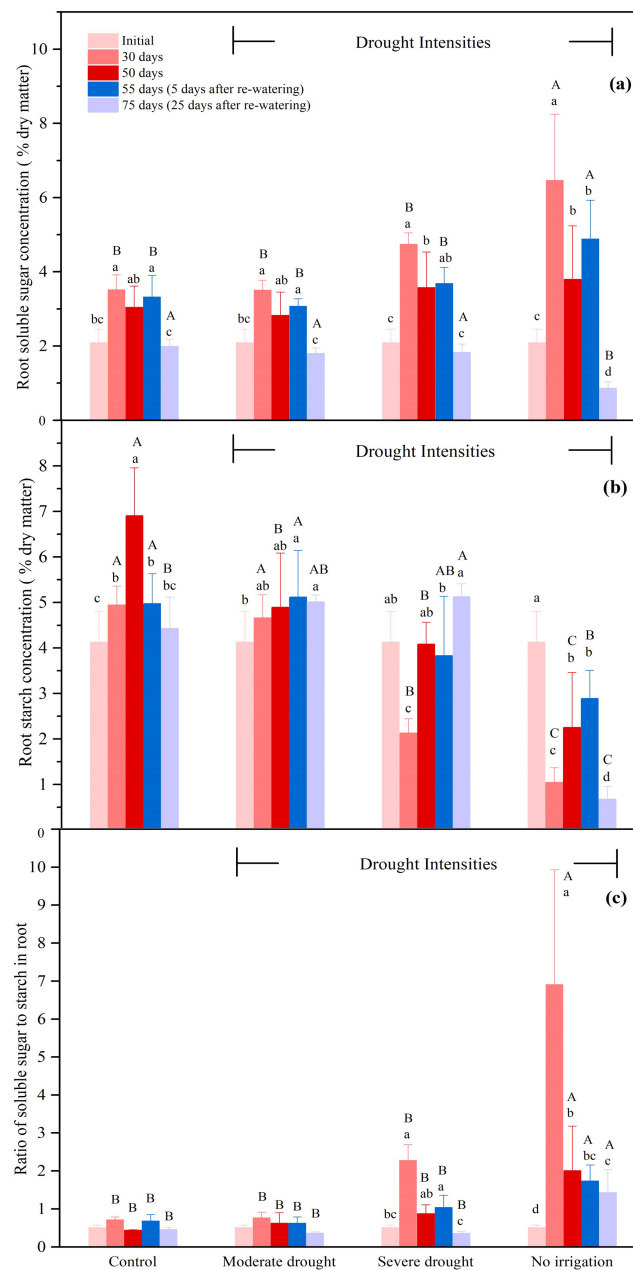 10
8
6
4
2
0
Root soluble sugar concentration ( % dry matter)
Initial
30 days
50 days
55 days (5 days after re-watering)
75 days (25 days after re-watering)
Drought Intensities
(a)
bc
B
a
ab
B
a
A
c
bc
B
a
ab
B
a
A
c
c
B
a
b
B
ab
A
c
c
A
a
b
A
b
B
d
8
7
6
5
4
3
2
1
0
Root starch concentration ( % dry matter)
Drought Intensities
(b)
c
A
b
A
a
A
b
B
bc
b
A
ab
B
ab
A
a
AB
a
ab
B
c
B
ab
AB
b
A
a
a
C
c
C
b
B
b
C
d
10
9
8
7
6
5
4
3
2
1
0
Ratio of soluble sugar to starch in root
Drought Intensities
(c)
B
B
B
B
B
B
B
B
bc
B
a
B
ab
B
a
B
c
d
A
a
A
b
A
bc
A
c
Control
Moderate drought
Severe drought
No irrigation